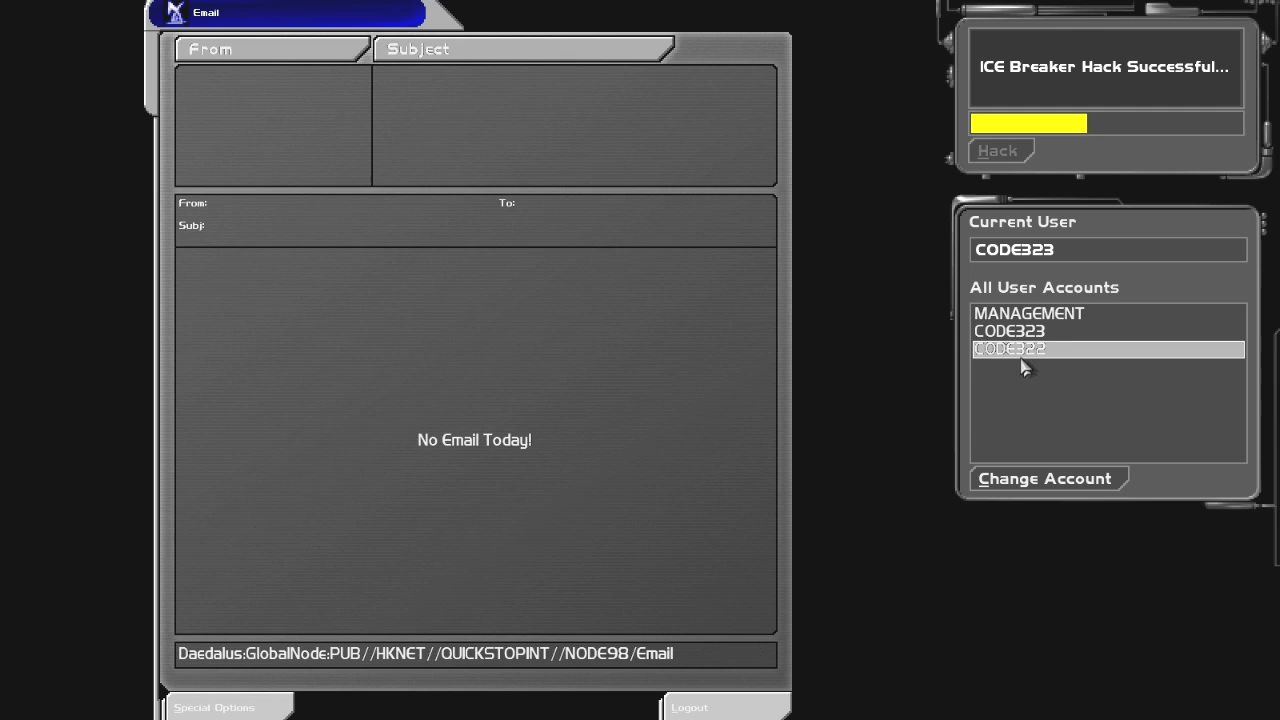 Email
From
Subject
From:
To:
Subj:
No Email Today!
Daedalus:GlobalNode:PUB//HKNET//QUICKSTOPINT//NODE98/Email
Special Options
Logout
ICE Breaker Hack Successful...
Hack
Current User
CODE323
All User Accounts
MANAGEMENT
CODE323
CODE322
Change Account